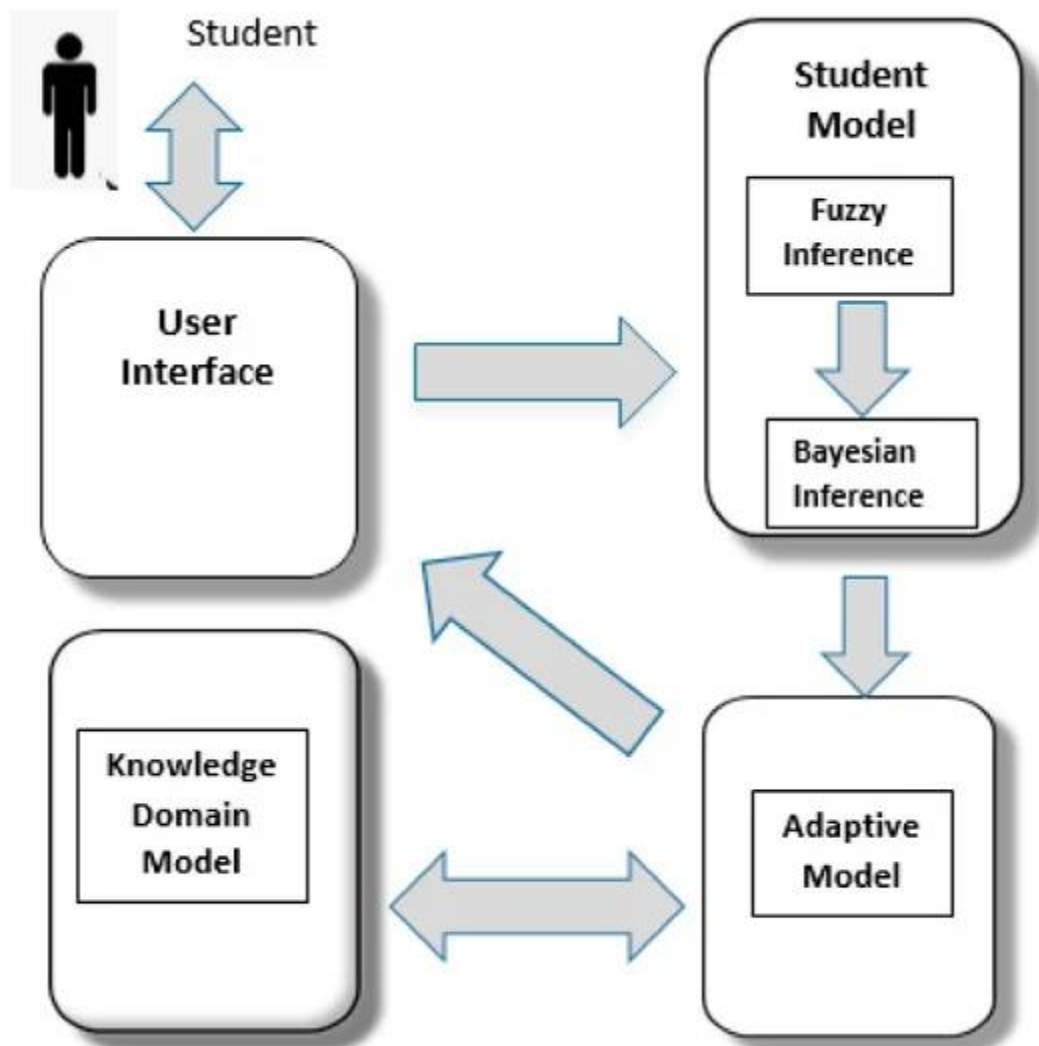 Student
User
Interface
Student
Model
Fuzzy
Inference
Bayesian
Inference
Knowledge
Domain
Model
Adaptive
Model